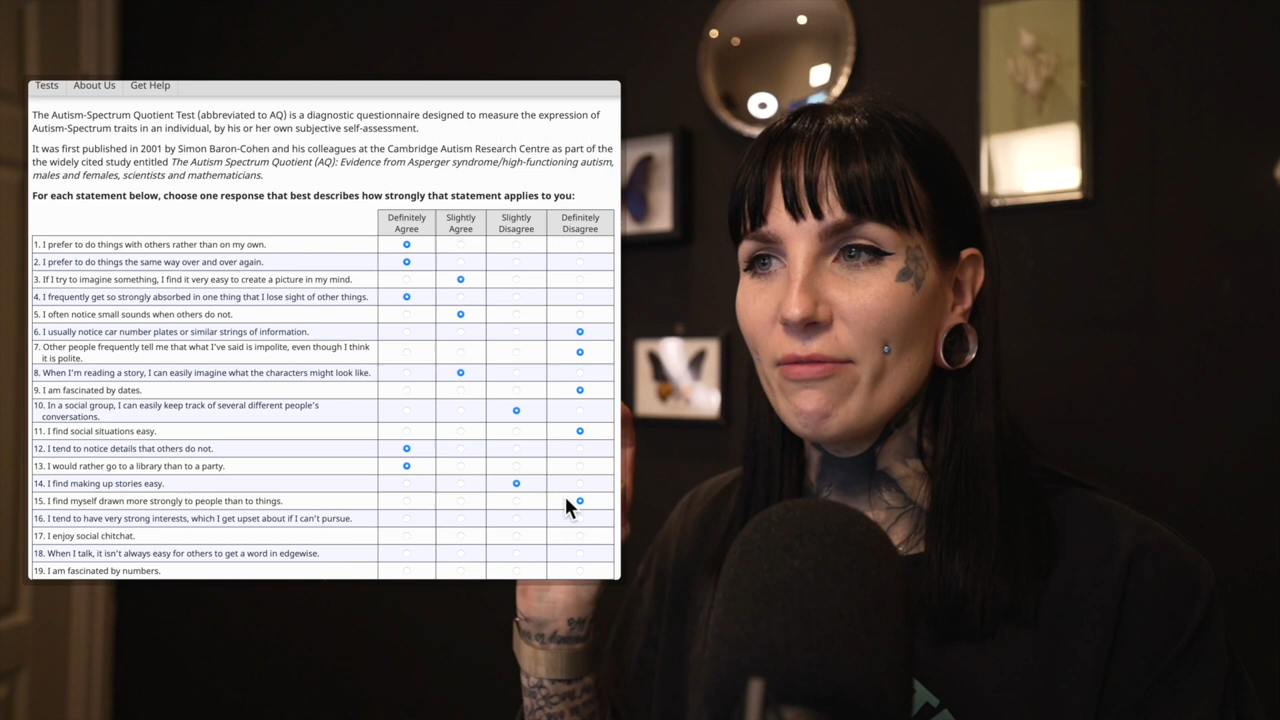 Tests About Us Get Help
The Autism-Spectrum Quotient Test (abbreviated to AQ) is a diagnostic questionnaire designed to measure the expression of
Autism-Spectrum traits in an individual, by his or her own subjective self-assessment.
It was first published in 2001 by Simon Baron-Cohen and his colleagues at the Cambridge Autism Research Centre as part of the
the widely cited study entitled The Autism Spectrum Quotient (AQ): Evidence from Asperger syndrome/high-functioning autism,
males and females, scientists and mathematicians.
For each statement below, choose one response that best describes how strongly that statement applies to you:
Definitely Slightly Slightly Definitely
Agree Agree Disagree Disagree
1. I prefer to do things with others rather than on my own.
2. I prefer to do things the same way over and over again.
3. If I try to imagine something, I find it very easy to create a picture in my mind.
4. I frequently get so strongly absorbed in one thing that I lose sight of other things.
5. I often notice small sounds when others do not.
6. I usually notice car number plates or similar strings of information.
7. Other people frequently tell me that what I've said is impolite, even though I think
it is polite.
8. When I'm reading a story, I can easily imagine what the characters might look like.
9. I am fascinated by dates.
10. In a social group, I can easily keep track of several different people's
conversations.
11. I find social situations easy.
12. I tend to notice details that others do not.
13. I would rather go to a library than to a party.
14. I find making up stories easy.
15. I find myself drawn more strongly to people than to things.
16. I tend to have very strong interests, which I get upset about if I can't pursue.
17. I enjoy social chitchat.
18. When I talk, it isn't always easy for others to get a word in edgewise.
19. I am fascinated by numbers.